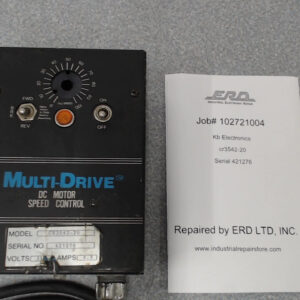 FWD
REV
ON
OFF
MULTI-DRIVE
DC MOTOR
SPEED CONTROL
MODEL
SERIAL NO
VOLTS
AMPS
ERD
Job# 102721004
Kb Electronics
cr3542-20
Serial 421276
Repaired by ERD LTD, INC.
www.industrialrepairstore.com